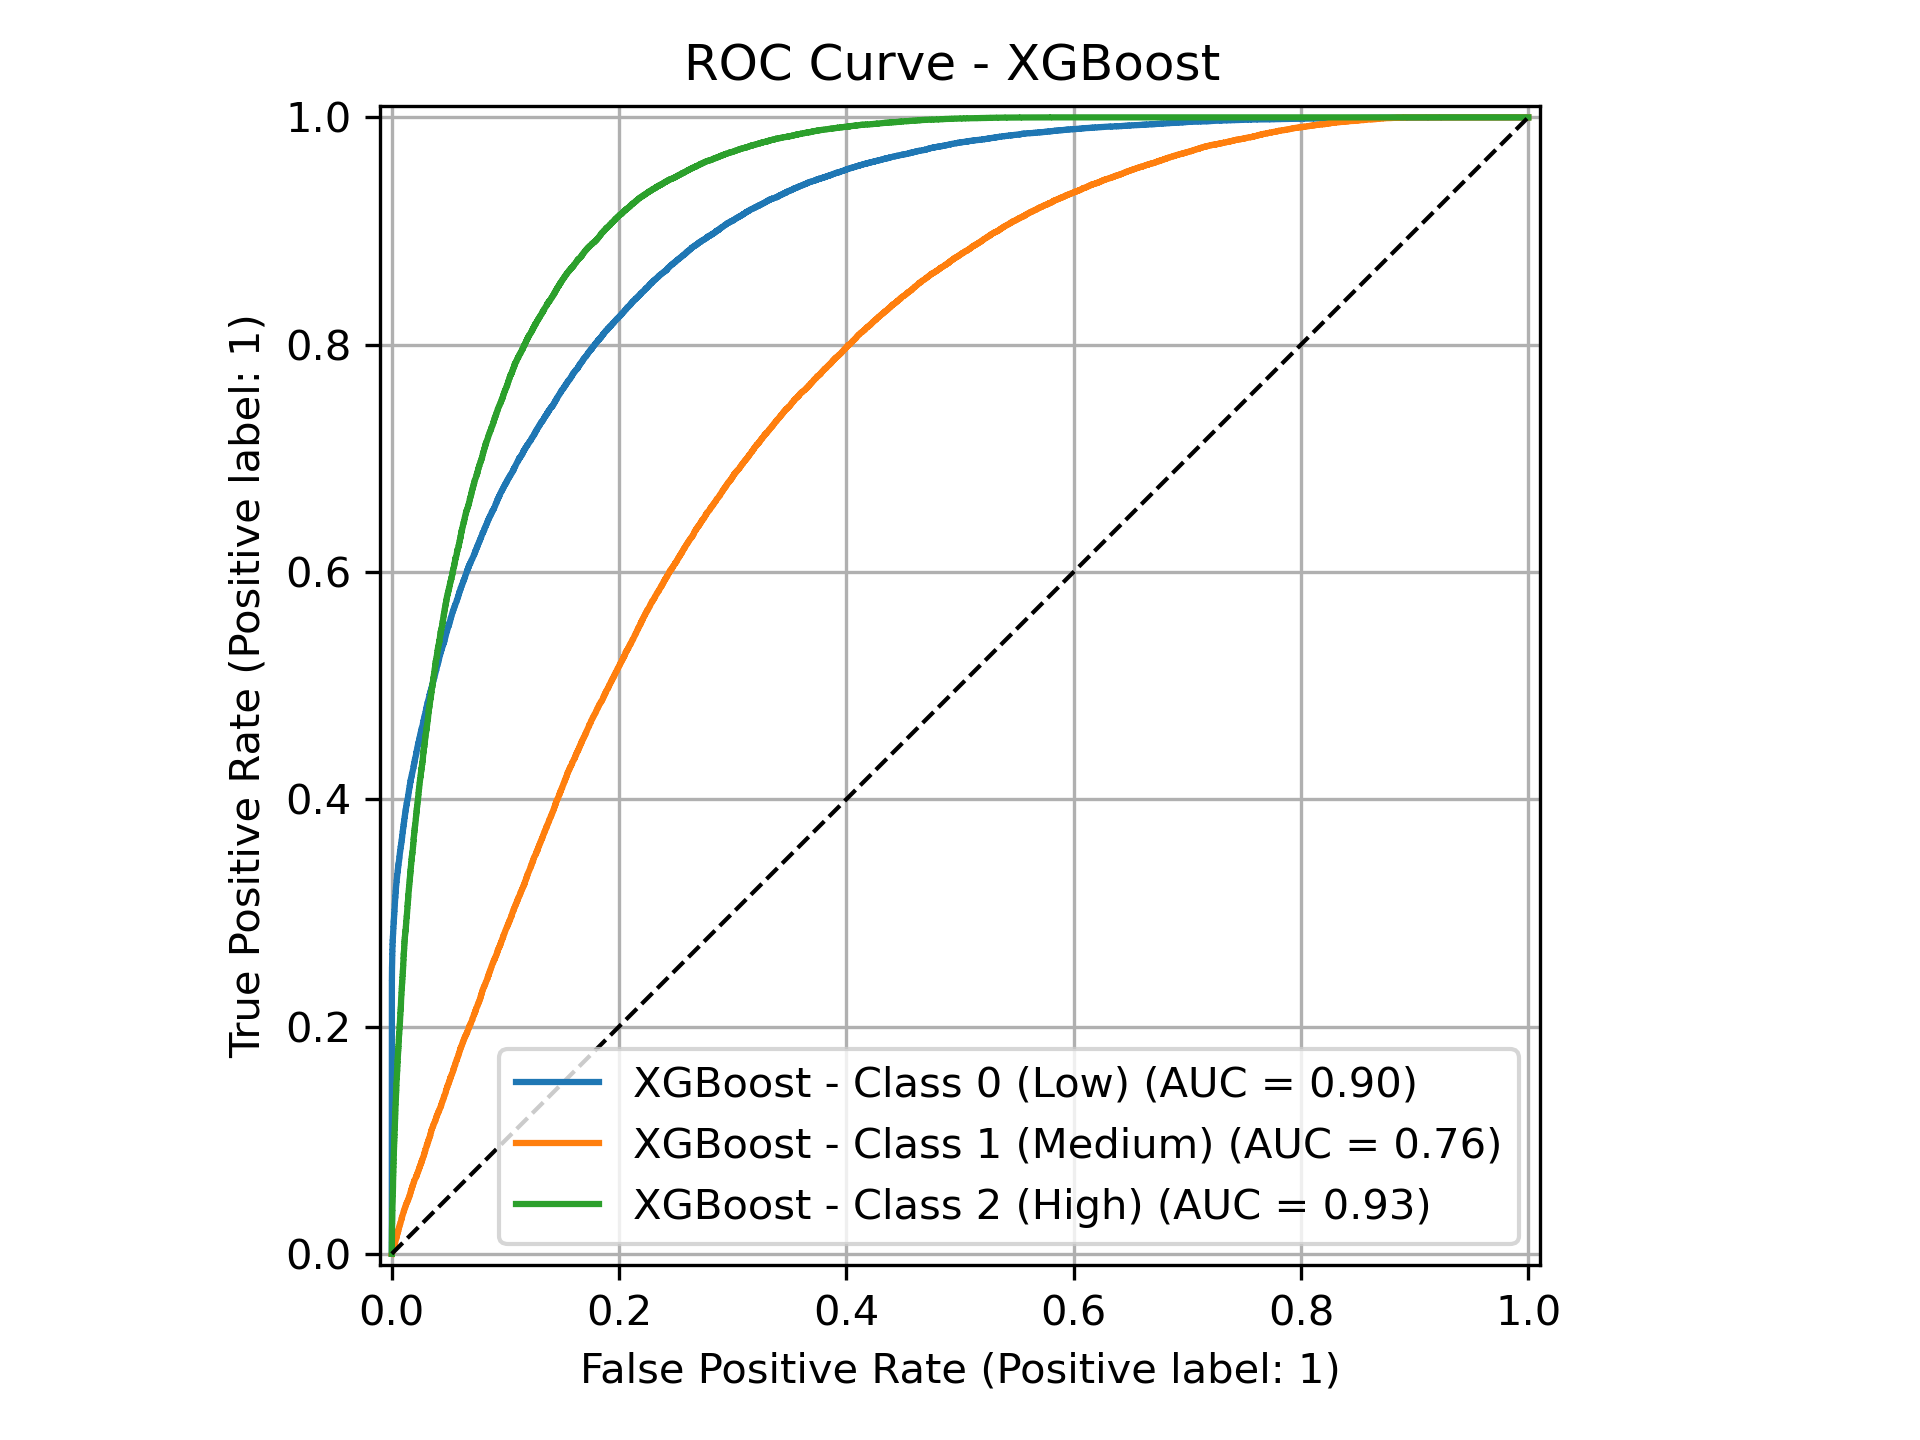 ROC Curve - XGBoost
True Positive Rate (Positive label: 1)
1.0
0.8
0.6
0.4
0.2
0.0
XGBoost - Class 0 (Low) (AUC = 0.90)
XGBoost - Class 1 (Medium) (AUC = 0.76)
XGBoost - Class 2 (High) (AUC = 0.93)
0.0 0.2 0.4 0.6 0.8 1.0
False Positive Rate (Positive label: 1)